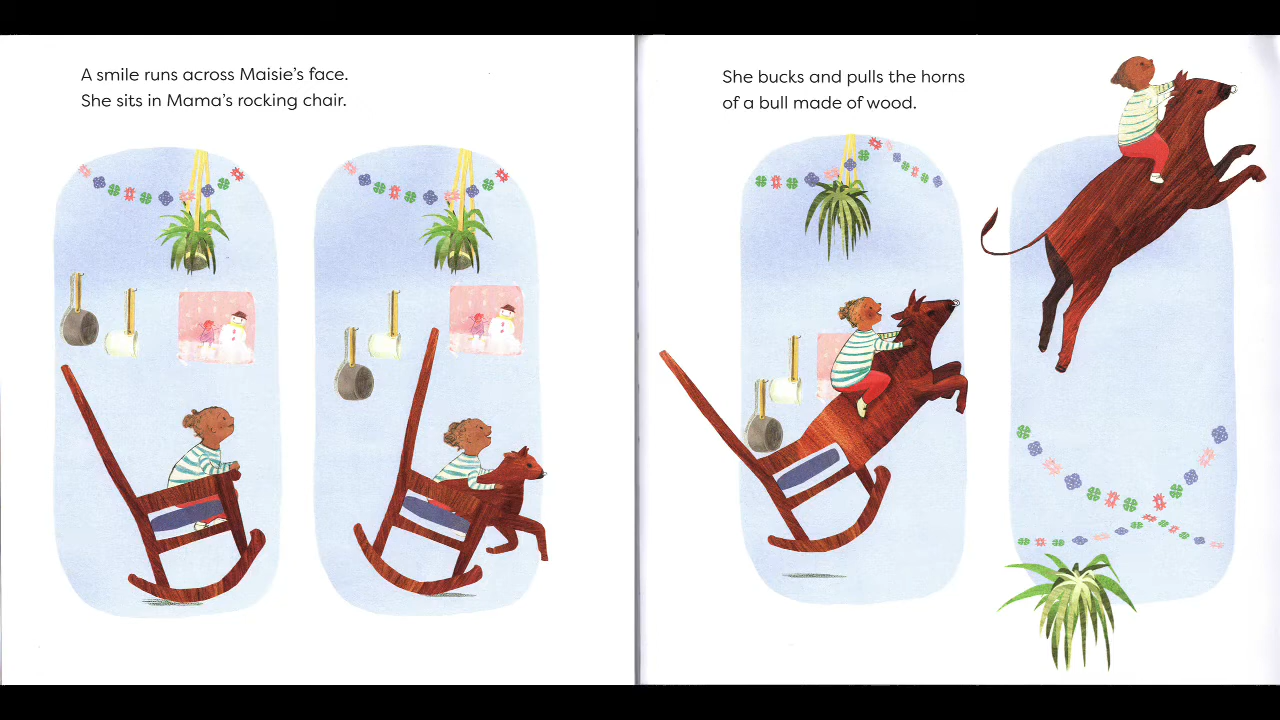 A smile runs across Maisie's face.
She sits in Mama's rocking chair.
She bucks and pulls the horns
of a bull made of wood.